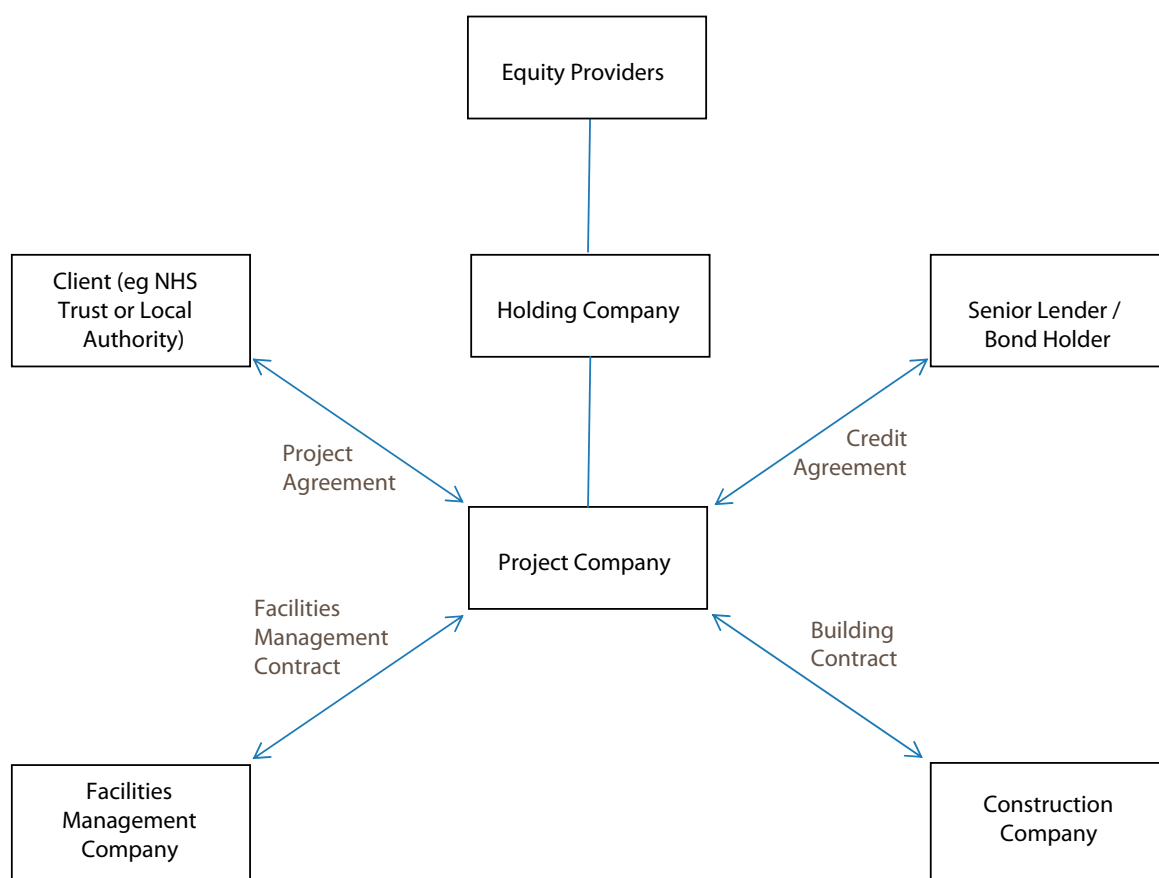 Equity Providers
Client (eg NHS
Trust or Local
Authority)
Holding Company
Senior Lender /
Bond Holder
Project
Agreement
Credit
Agreement
Project Company
Facilities
Management
Contract
Building
Contract
Facilities
Management
Company
Construction
Company